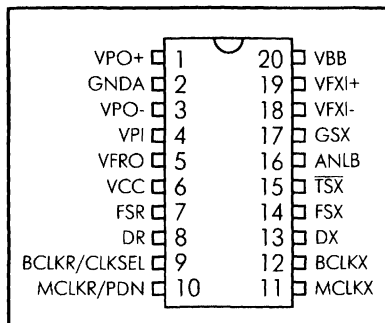 VPO+ 1 20 VBB
GNDA 2 19 VFXI+
VPO- 3 18 VFXI-
VPI 4 17 GSX
VFRO 5 16 ANLB
VCC 6 15 TSX
FSR 7 14 FSX
DR 8 13 DX
BCLKR/CLKSEL 9 12 BCLKX
MCLKR/PDN 10 11 MCLKX